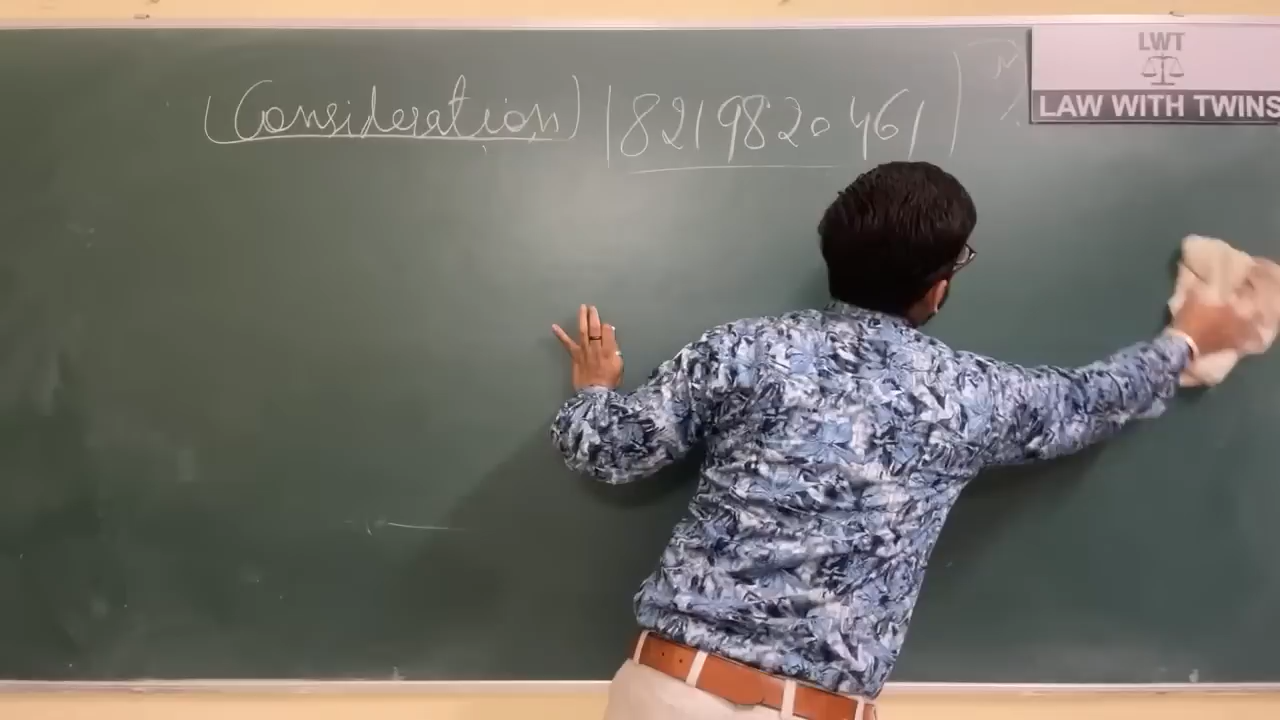 (Consideration) | 8219820461 |
LWT
LAW WITH TWINS